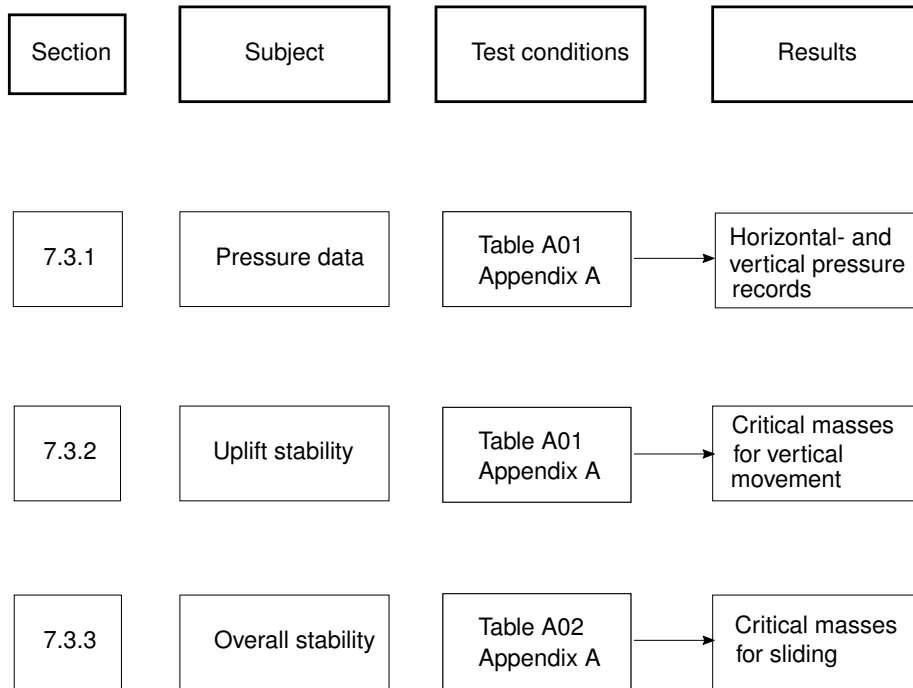 Section
Subject
Test conditions
Results
7.3.1
Pressure data
Table A01
Appendix A
Horizontal- and
vertical pressure
records
7.3.2
Uplift stability
Table A01
Appendix A
Critical masses
for vertical
movement
7.3.3
Overall stability
Table A02
Appendix A
Critical masses
for sliding